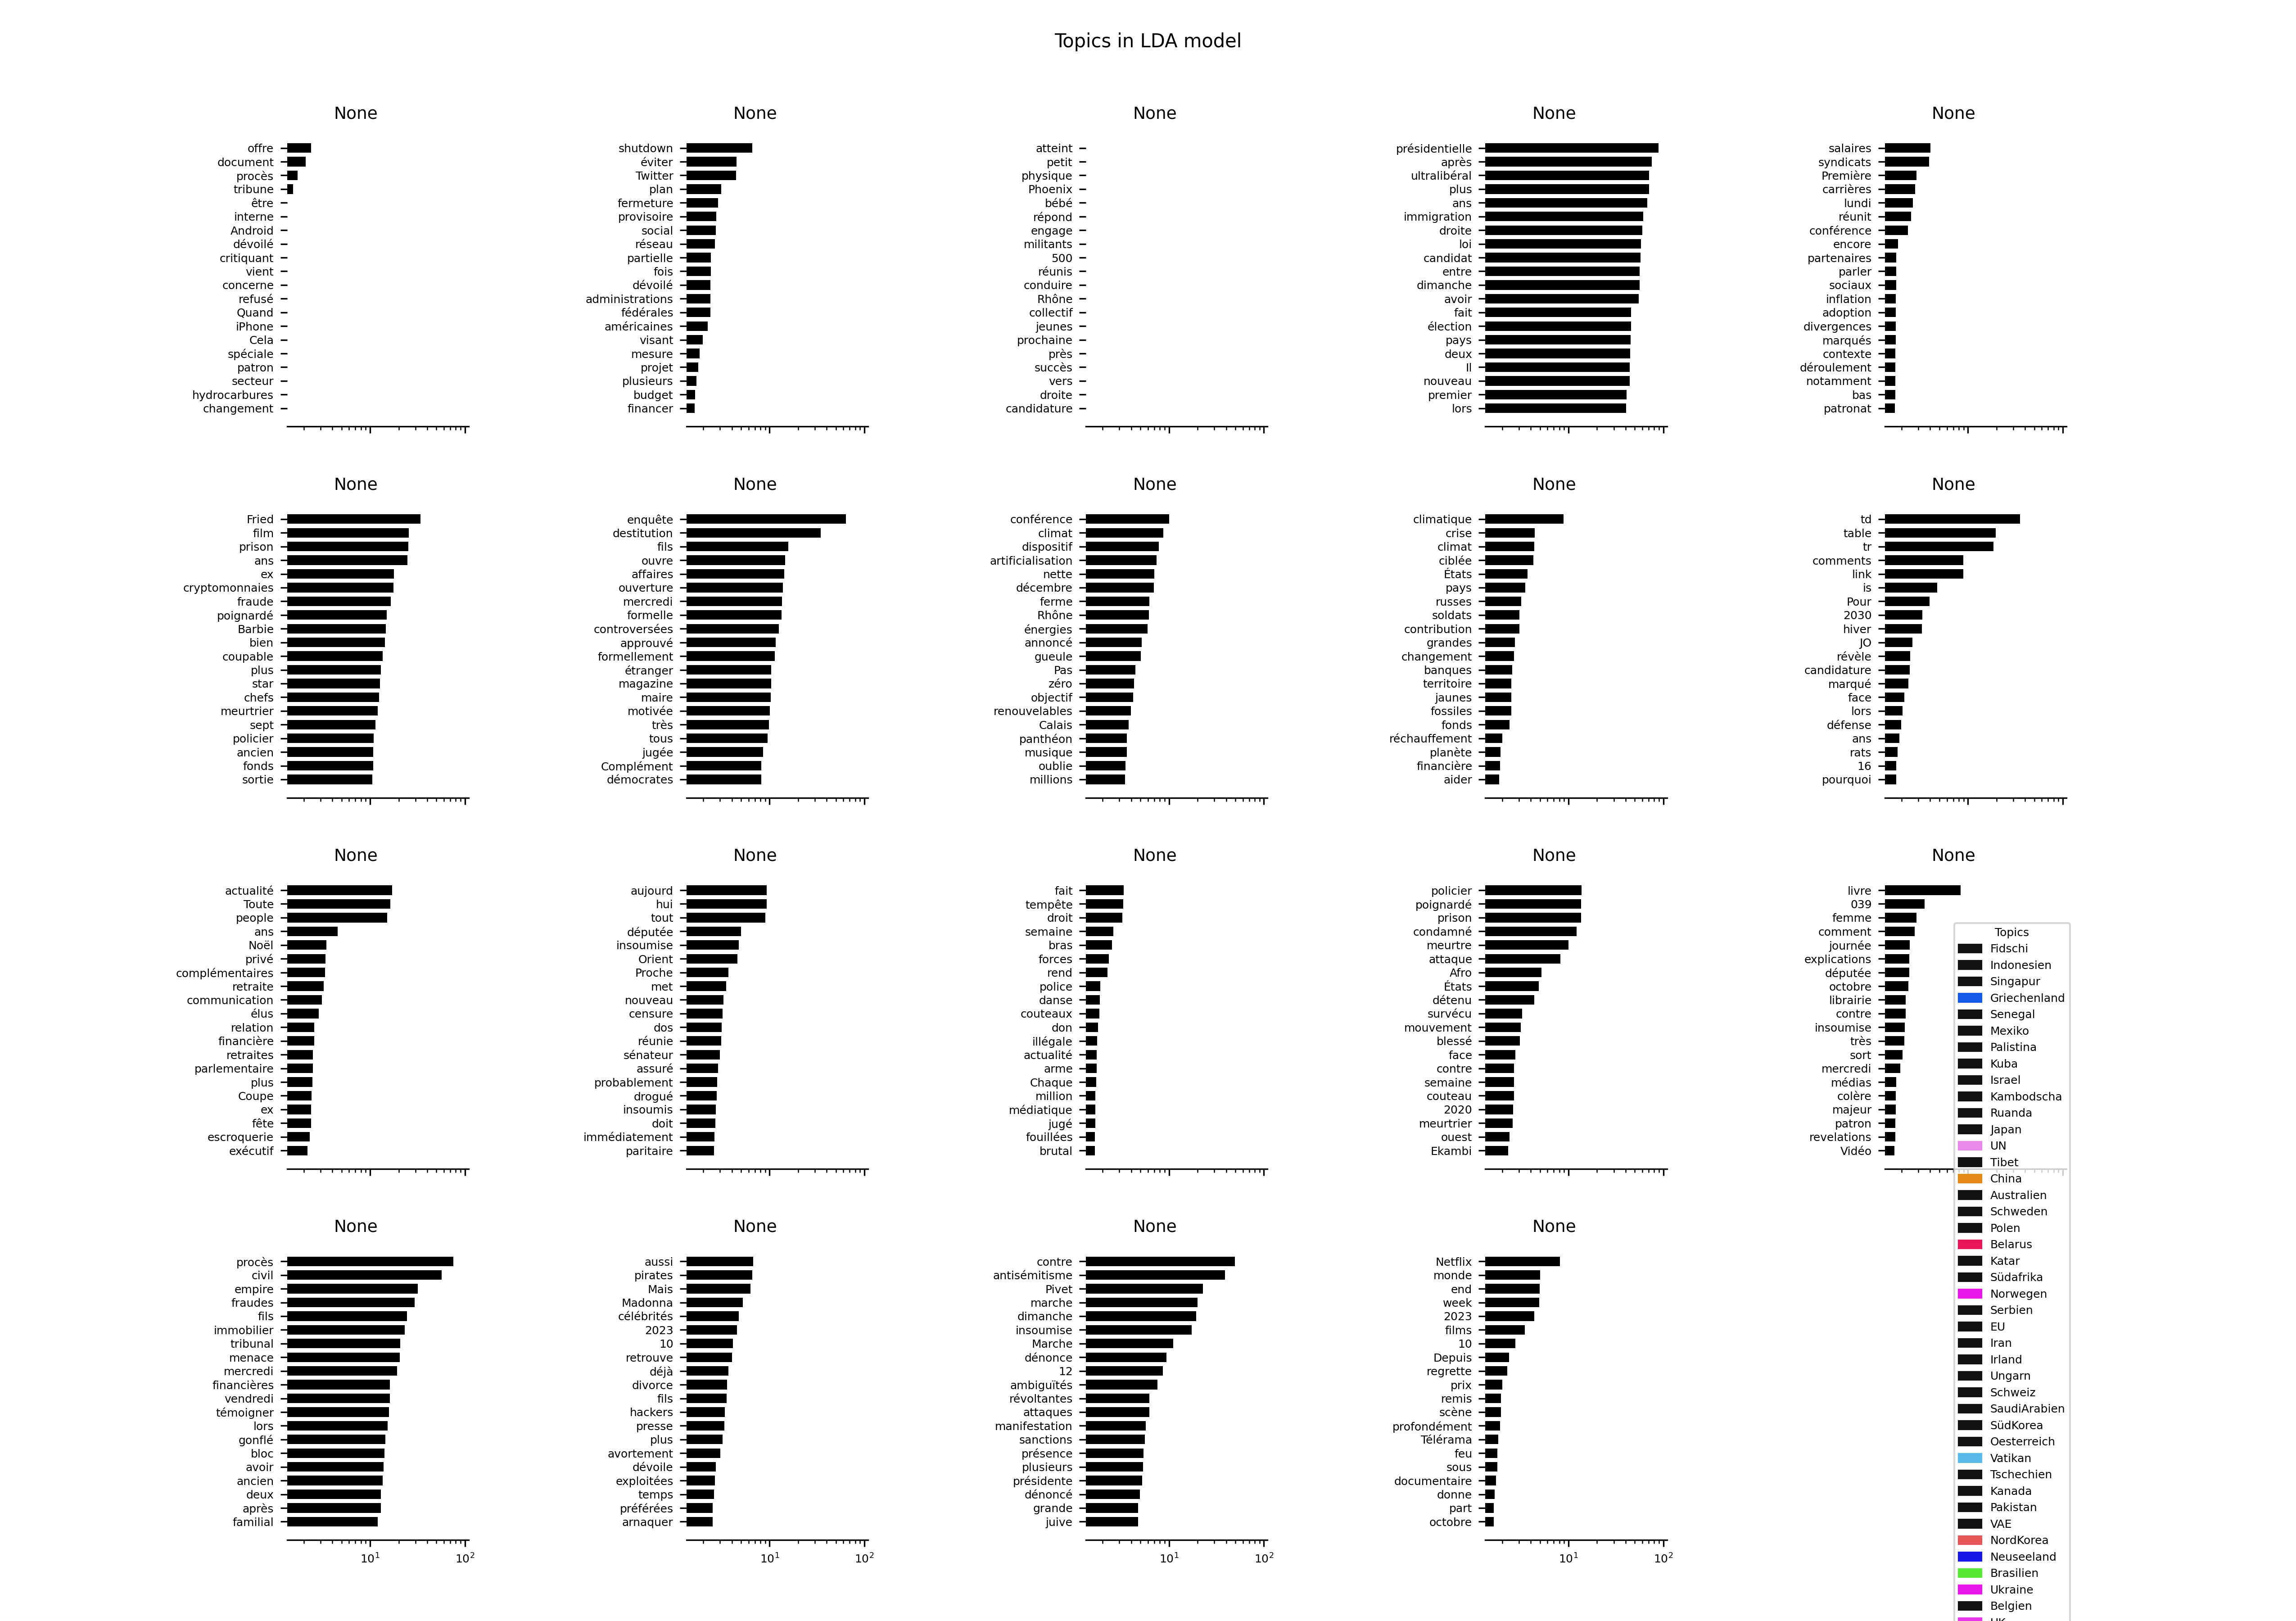 Topics in LDA model
None
offre
document
procès
tribune
être
interne
Android
dévoilé
critiquant
vient
concerne
refusé
Quand
iPhone
Cela
spéciale
patron
secteur
hydrocarbures
changement
None
shutdown
éviter
Twitter
plan
fermeture
provisoire
social
réseau
partielle
fois
dévoilé
administrations
fédérales
américaines
visant
mesure
projet
plusieurs
budget
financer
None
atteint
petit
physique
Phoenix
bébé
répond
engage
militants
500
réunis
conduire
Rhône
collectif
jeunes
prochaine
près
succès
vers
droite
candidature
None
présidentielle
après
ultralibéral
plus
ans
immigration
droite
loi
candidat
entre
dimanche
avoir
fait
élection
pays
deux
Il
nouveau
premier
lors
None
salaires
syndicats
Première
carrières
lundi
réunit
conférence
encore
partenaires
parler
sociaux
inflation
adoption
divergences
marqués
contexte
déroulement
notamment
bas
patronat
None
Fried
film
prison
ans
ex
cryptomonnaies
fraude
poignardé
Barbie
bien
coupable
plus
star
chefs
meurtrier
sept
policier
ancien
fonds
sortie
None
enquête
destitution
fils
ouvre
affaires
ouverture
mercredi
formelle
controversées
approuvé
formellement
étranger
magazine
maire
motivée
très
tous
jugée
Complément
démocrates
None
conférence
climat
dispositif
artificialisation
nette
décembre
ferme
Rhône
énergies
annoncé
gueule
Pas
zéro
objectif
renouvelables
Calais
panthéon
musique
oublie
millions
None
climatique
crise
climat
ciblée
États
pays
russes
soldats
contribution
grandes
changement
banques
territoire
jaunes
fossiles
fonds
réchauffement
planète
financière
aider
None
td
table
tr
comments
link
is
Pour
2030
hiver
JO
révèle
candidature
marqué
face
lors
défense
ans
rats
16
pourquoi
None
actualité
Toute
people
ans
Noël
privé
complémentaires
retraite
communication
élus
relation
financière
retraites
parlementaire
plus
Coupe
ex
fête
escroquerie
exécutif
None
aujourd
hui
tout
députée
insoumise
Orient
Proche
met
nouveau
censure
dos
réunie
sénateur
assuré
probablement
drogué
insoumis
doit
immédiatement
paritaire
None
fait
tempête
droit
semaine
bras
forces
rend
police
danse
couteaux
don
illégale
actualité
arme
Chaque
million
médiatique
jugé
fouillées
brutal
None
policier
poignardé
prison
condamné
meurtre
attaque
Afro
États
détenu
survécu
mouvement
blessé
face
contre
semaine
couteau
2020
meurtrier
ouest
Ekambi
None
livre
039
femme
comment
journée
explications
députée
octobre
librairie
contre
insoumise
très
sort
mercredi
médias
colère
majeur
patron
revelations
Vidéo
None
procès
civil
empire
fraudes
fils
immobilier
tribunal
menace
mercredi
financières
vendredi
témoigner
lors
gonflé
bloc
avoir
ancien
deux
après
familial
10¹ 10²
None
aussi
pirates
Mais
Madonna
célébrités
2023
10
retrouve
déjà
divorce
fils
hackers
presse
plus
avortement
dévoile
exploitées
temps
préférées
arnaquer
10¹ 10²
None
contre
antisémitisme
Pivet
marche
dimanche
insoumise
Marche
dénonce
12
ambiguïtés
révoltantes
attaques
manifestation
sanctions
présence
plusieurs
présidente
dénoncé
grande
juive
10¹ 10²
None
Netflix
monde
end
week
2023
films
10
Depuis
regrette
prix
remis
scène
profondément
Télérama
feu
sous
documentaire
donne
part
octobre
10¹ 10²
Topics
Fidschi
Indonesien
Singapur
Griechenland
Senegal
Mexiko
Palistina
Kuba
Israel
Kambodscha
Ruanda
Japan
UN
Tibet
China
Australien
Schweden
Polen
Belarus
Katar
Südafrika
Norwegen
Serbien
EU
Iran
Irland
Ungarn
Schweiz
SaudiArabien
SüdKorea
Oesterreich
Vatikan
Tschechien
Kanada
Pakistan
VAE
NordKorea
Neuseeland
Brasilien
Ukraine
Belgien